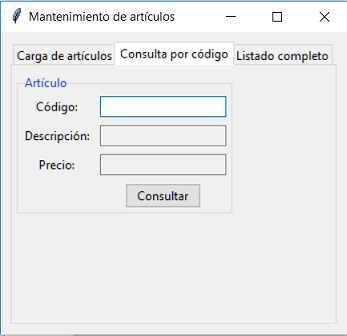 Mantenimiento de artículos
Carga de artículos Consulta por código Listado completo
Artículo
Código:
Descripción:
Precio:
Consultar